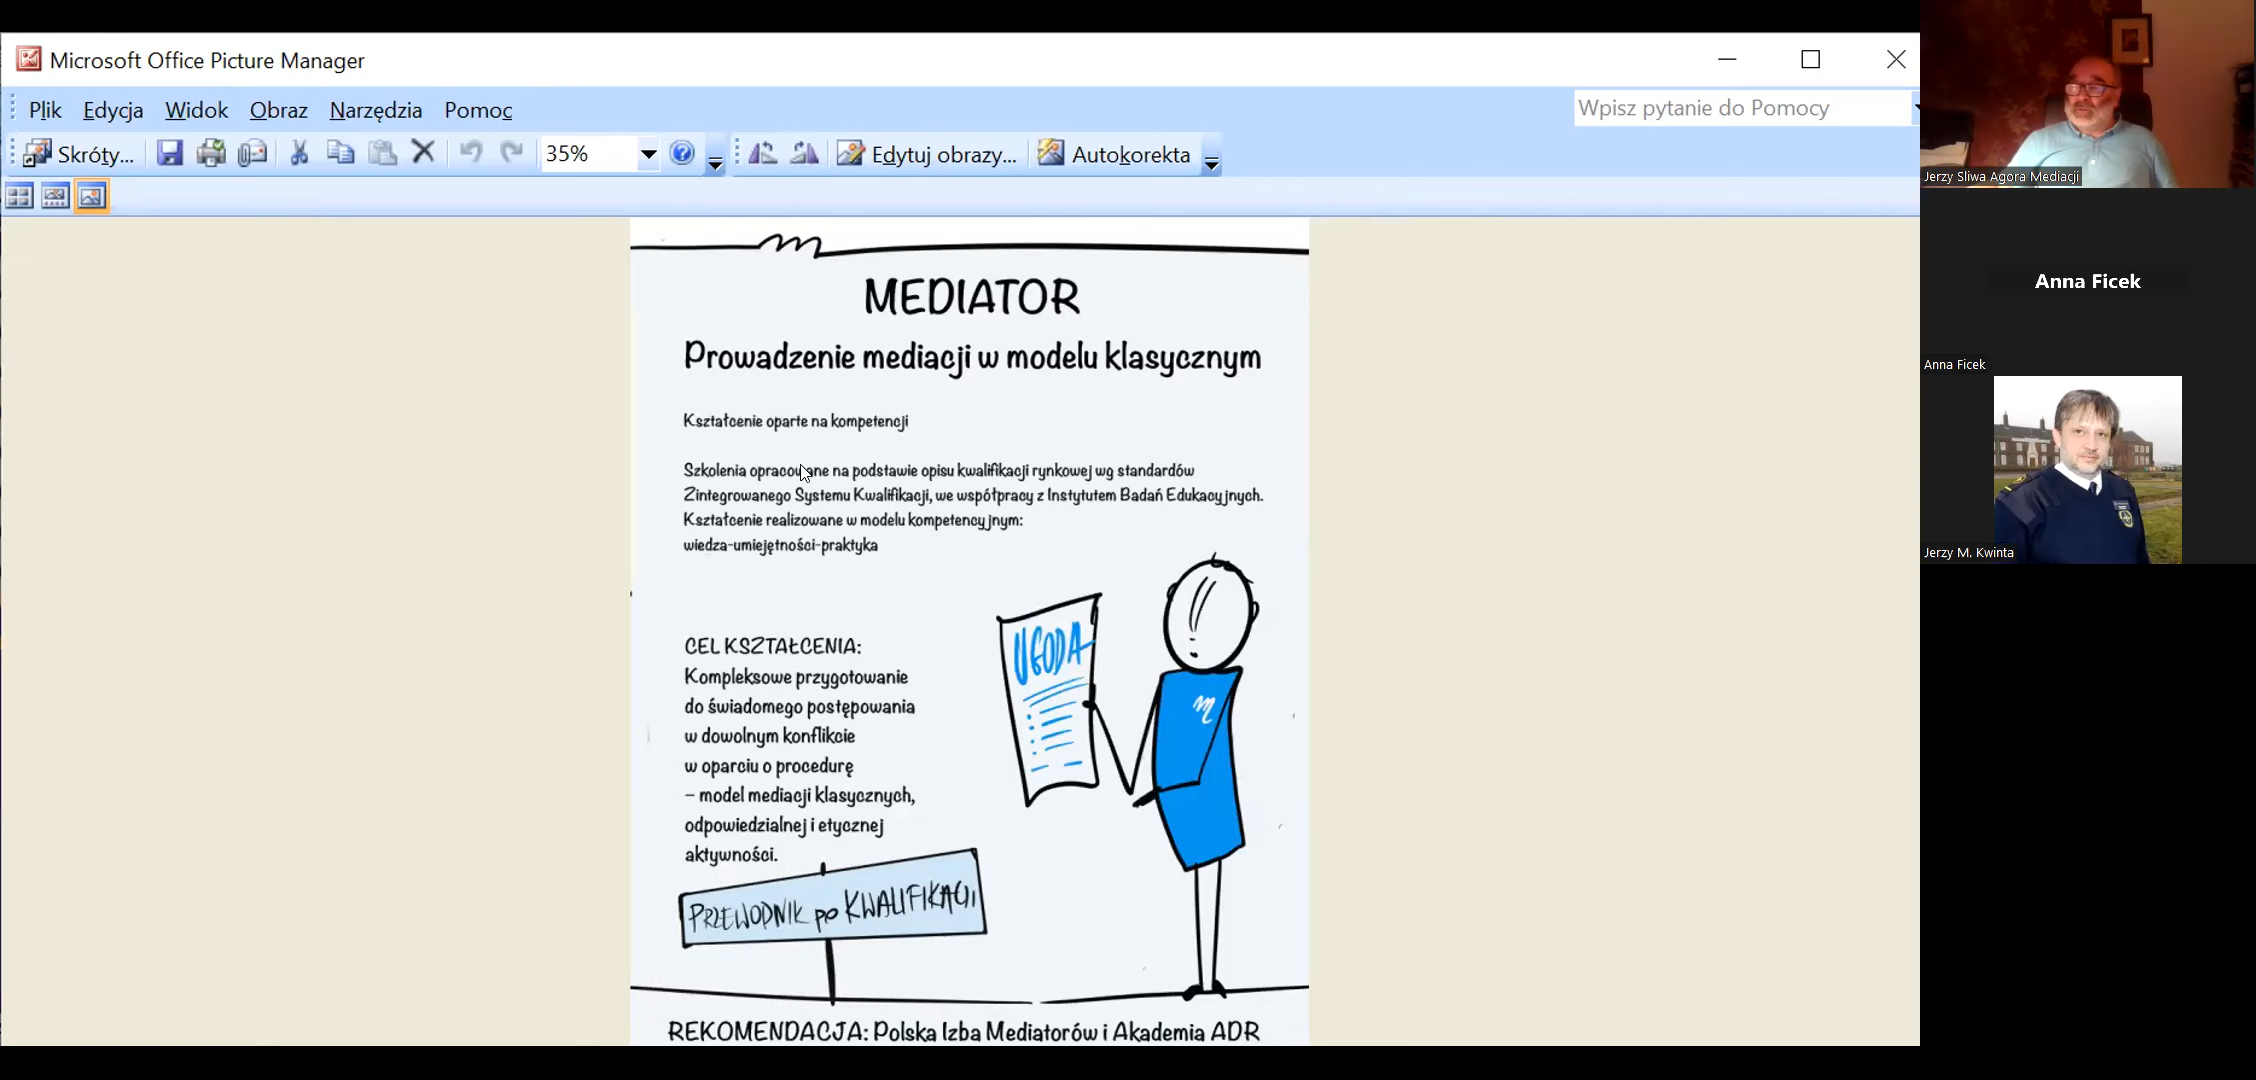 Microsoft Office Picture Manager
Plik Edycja Widok Obraz Narzędzia Pomoc
Wpisz pytanie do Pomocy
Skróty... 35% Edytuj obrazy... Autokorekta
MEDIATOR
Prowadzenie mediacji w modelu klasycznym
Kształcenie oparte na kompetencji
Szkolenia opracowane na podstawie opisu kwalifikacji rynkowej wg standardów
Zintegrowanego Systemu Kwalifikacji, we współpracy z Instytutem Badań Edukacyjnych.
Kształcenie realizowane w modelu kompetencyjnym:
wiedza-umiejętności-praktyka
CEL KSZTAŁCENIA:
Kompleksowe przygotowanie
do świadomego postępowania
w dowolnym konflikcie
w oparciu o procedurę
– model mediacji klasycznych,
odpowiedzialnej i etycznej
aktywności.
UGODA
m
PRZEWODNIK po KWALIFIKACJI
REKOMENDACJA: Polska Izba Mediatorów i Akademia ADR
Jerzy Sliwa Agora Mediacji
Anna Ficek
Anna Ficek
Jerzy M. Kwinta